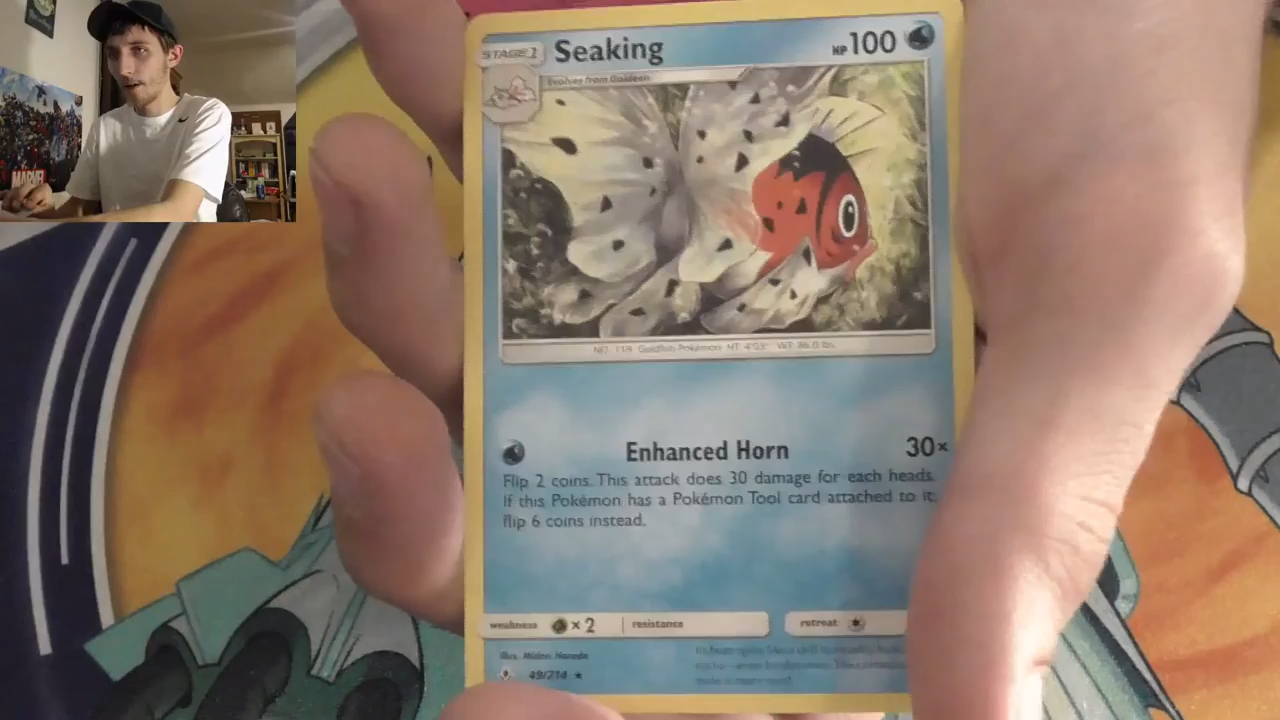 MARVEL
STAGE 1
Seaking
HP 100
Evolves from Goldeen
NO. 119 Goldfish Pokémon HT: 4'03" WT: 86.0 lbs.
Enhanced Horn 30×
Flip 2 coins. This attack does 30 damage for each heads.
If this Pokémon has a Pokémon Tool card attached to it,
flip 6 coins instead.
weakness ×2 resistance retreat
Illus. Midori Harada
49/214